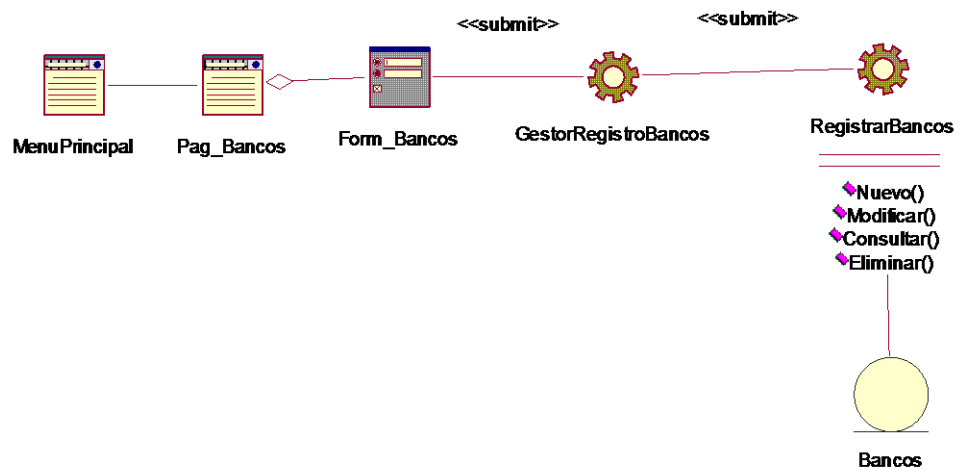 <<submit>>
<<submit>>
MenuPrincipal
Pag_Bancos
Form_Bancos
GestorRegistroBancos
RegistrarBancos
Nuevo()
Modificar()
Consultar()
Eliminar()
Bancos